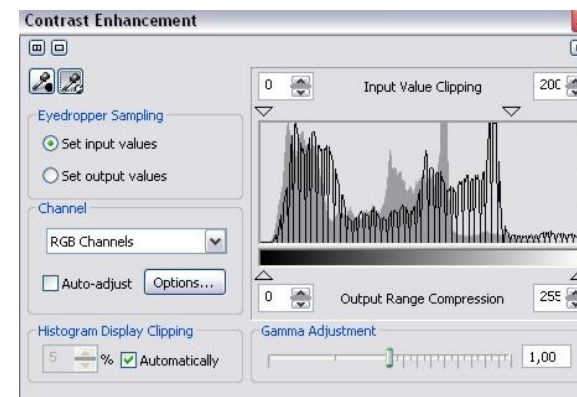 Contrast Enhancement
0 Input Value Clipping 200
Eyedropper Sampling
Set input values
Set output values
Channel
RGB Channels
Auto-adjust Options...
0 Output Range Compression 255
Histogram Display Clipping
5 % Automatically
Gamma Adjustment
1,00